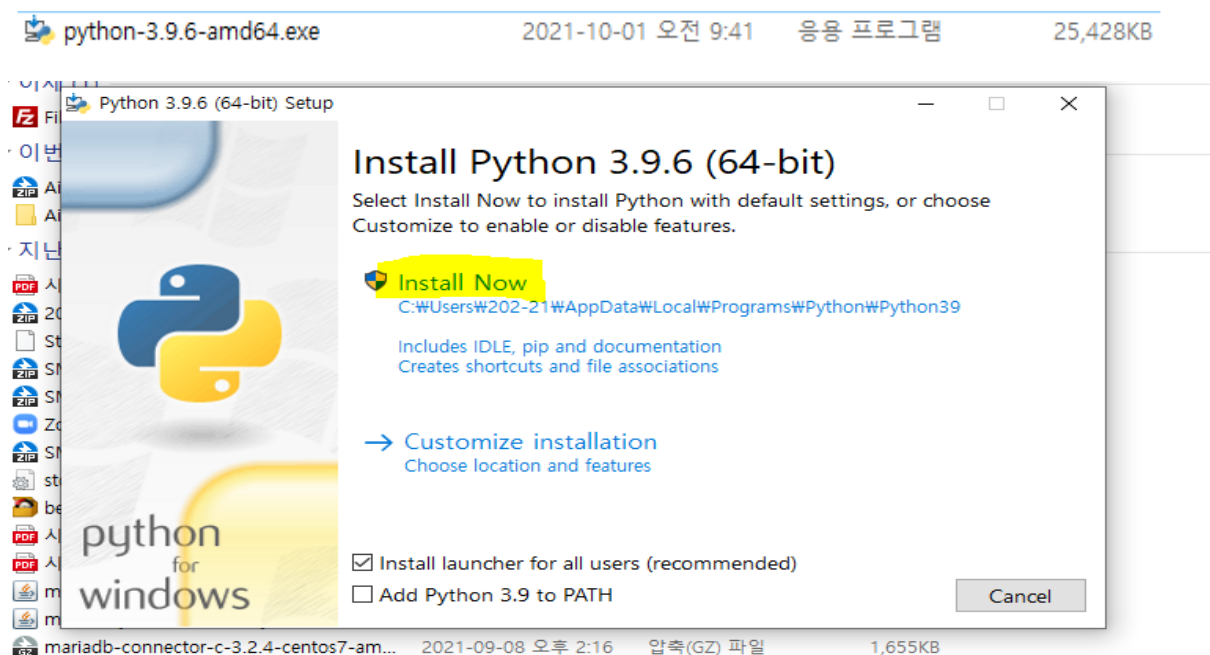 python-3.9.6-amd64.exe 2021-10-01 오전 9:41 응용 프로그램 25,428KB
Python 3.9.6 (64-bit) Setup
Install Python 3.9.6 (64-bit)
Select Install Now to install Python with default settings, or choose
Customize to enable or disable features.
Install Now
C:₩Users₩202-21₩AppData₩Local₩Programs₩Python₩Python39
Includes IDLE, pip and documentation
Creates shortcuts and file associations
→ Customize installation
Choose location and features
python
for
windows
Install launcher for all users (recommended)
Add Python 3.9 to PATH
Cancel
이번
지난
PDF
ZIP
mariadb-connector-c-3.2.4-centos7-am... 2021-09-08 오후 2:16 압축(GZ) 파일 1,655KB